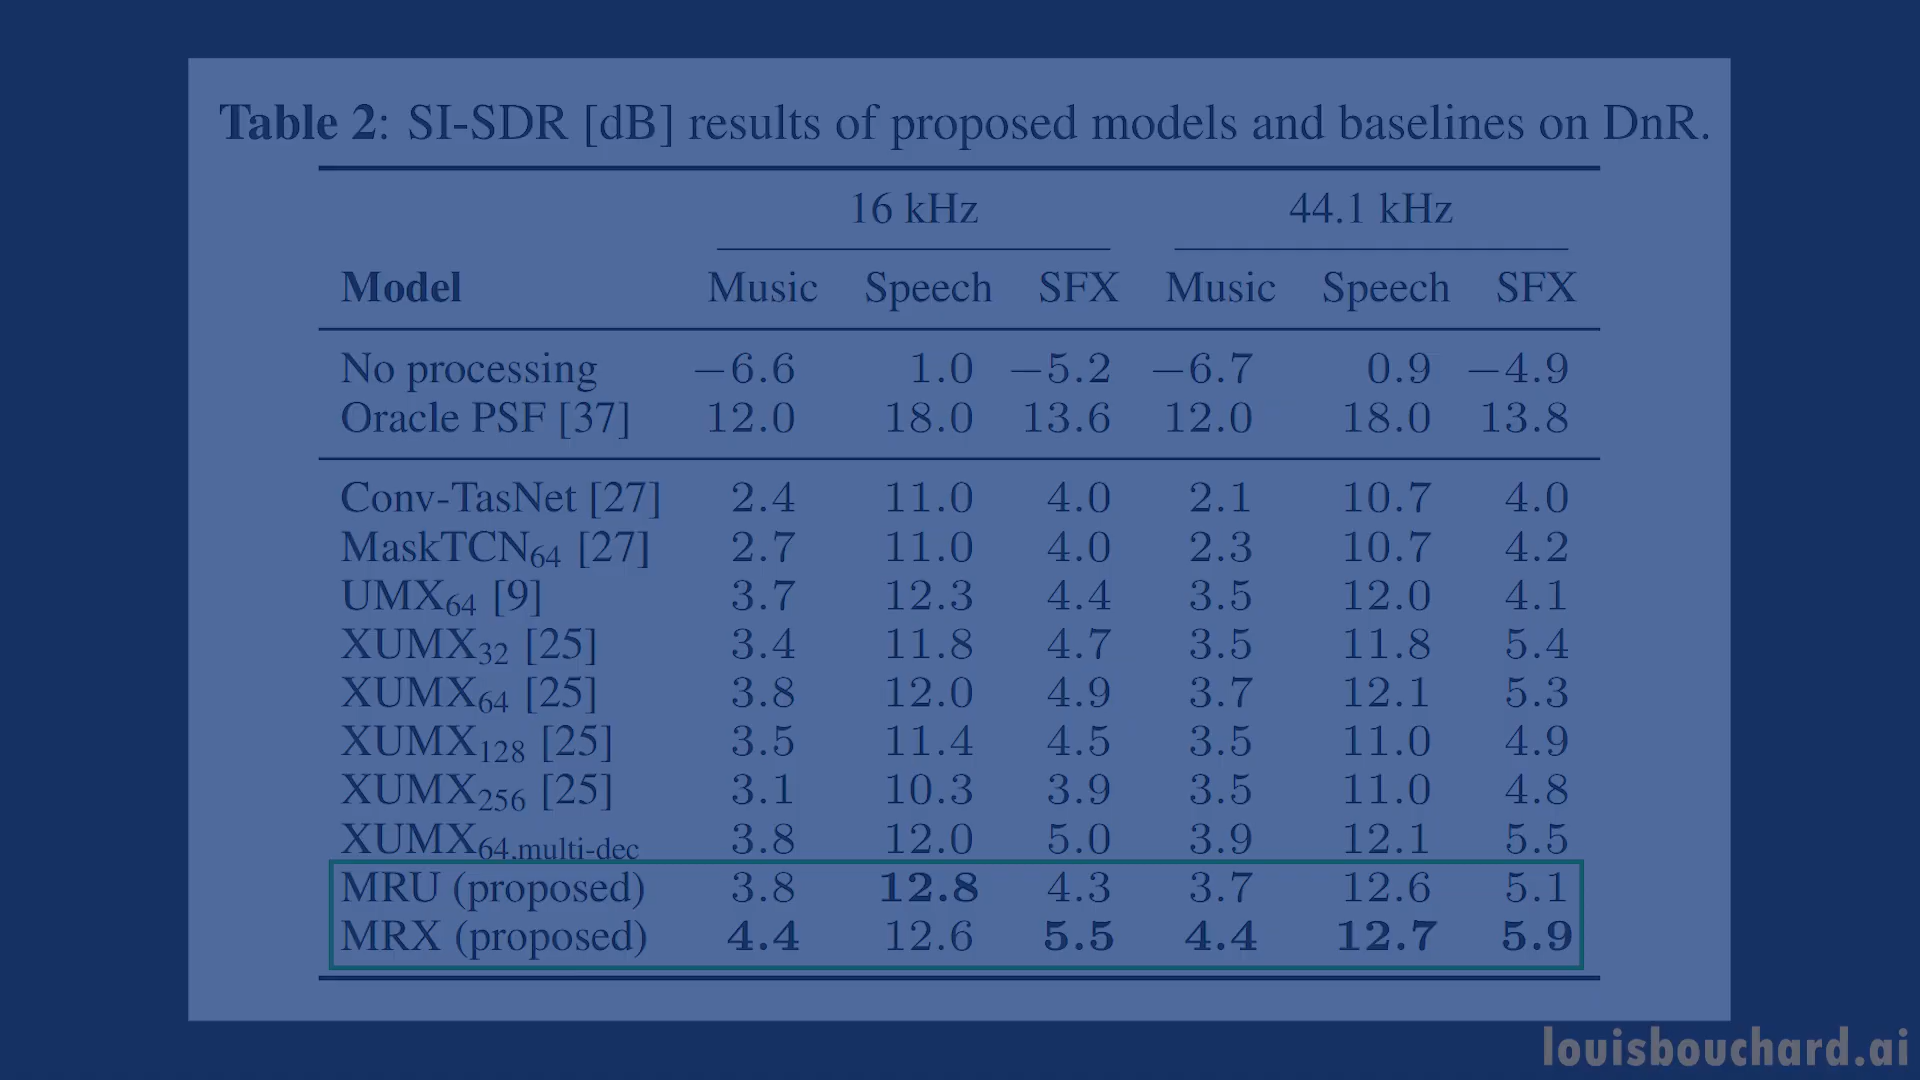 Table 2: SI-SDR [dB] results of proposed models and baselines on DnR.
16 kHz 44.1 kHz
Model Music Speech SFX Music Speech SFX
No processing −6.6 1.0 −5.2 −6.7 0.9 −4.9
Oracle PSF [37] 12.0 18.0 13.6 12.0 18.0 13.8
Conv-TasNet [27] 2.4 11.0 4.0 2.1 10.7 4.0
MaskTCN64 [27] 2.7 11.0 4.0 2.3 10.7 4.2
UMX64 [9] 3.7 12.3 4.4 3.5 12.0 4.1
XUMX32 [25] 3.4 11.8 4.7 3.5 11.8 5.4
XUMX64 [25] 3.8 12.0 4.9 3.7 12.1 5.3
XUMX128 [25] 3.5 11.4 4.5 3.5 11.0 4.9
XUMX256 [25] 3.1 10.3 3.9 3.5 11.0 4.8
XUMX64,multi-dec 3.8 12.0 5.0 3.9 12.1 5.5
MRU (proposed) 3.8 12.8 4.3 3.7 12.6 5.1
MRX (proposed) 4.4 12.6 5.5 4.4 12.7 5.9
louisbouchard.ai